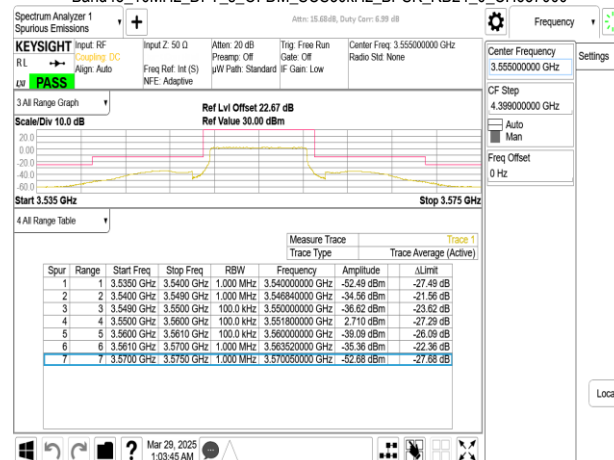 Spectrum Analyzer 1
Spurious Emissions
Attn: 15.68dB, Duty Corr: 6.99 dB
Frequency
KEYSIGHT
RL
LXI
PASS
Input: RF
Coupling: DC
Align: Auto
Input Z: 50 Ω
Freq Ref: Int (S)
NFE: Adaptive
Atten: 20 dB
Preamp: Off
µW Path: Standard
Trig: Free Run
Gate: Off
IF Gain: Low
Center Freq: 3.555000000 GHz
Radio Std: None
Center Frequency
3.555000000 GHz
Settings
CF Step
4.399000000 GHz
Auto
Man
Freq Offset
0 Hz
3 All Range Graph
Scale/Div 10.0 dB
Ref Lvl Offset 22.67 dB
Ref Value 30.00 dBm
20.0
0.00
-20.0
-40.0
-60.0
Start 3.535 GHz
Stop 3.575 GHz
4 All Range Table
Measure Trace Trace 1
Trace Type Trace Average (Active)
Spur Range Start Freq Stop Freq RBW Frequency Amplitude ΔLimit
1 1 3.5350 GHz 3.5400 GHz 1.000 MHz 3.540000000 GHz -52.49 dBm -27.49 dB
2 2 3.5400 GHz 3.5490 GHz 1.000 MHz 3.546840000 GHz -34.56 dBm -21.56 dB
3 3 3.5490 GHz 3.5500 GHz 100.0 kHz 3.550000000 GHz -36.62 dBm -23.62 dB
4 4 3.5500 GHz 3.5600 GHz 100.0 kHz 3.551800000 GHz 2.710 dBm -27.29 dB
5 5 3.5600 GHz 3.5610 GHz 100.0 kHz 3.560000000 GHz -39.09 dBm -26.09 dB
6 6 3.5610 GHz 3.5700 GHz 1.000 MHz 3.563520000 GHz -35.36 dBm -22.36 dB
7 7 3.5700 GHz 3.5750 GHz 1.000 MHz 3.570050000 GHz -52.68 dBm -27.68 dB
Loca
Mar 29, 2025
1:03:45 AM